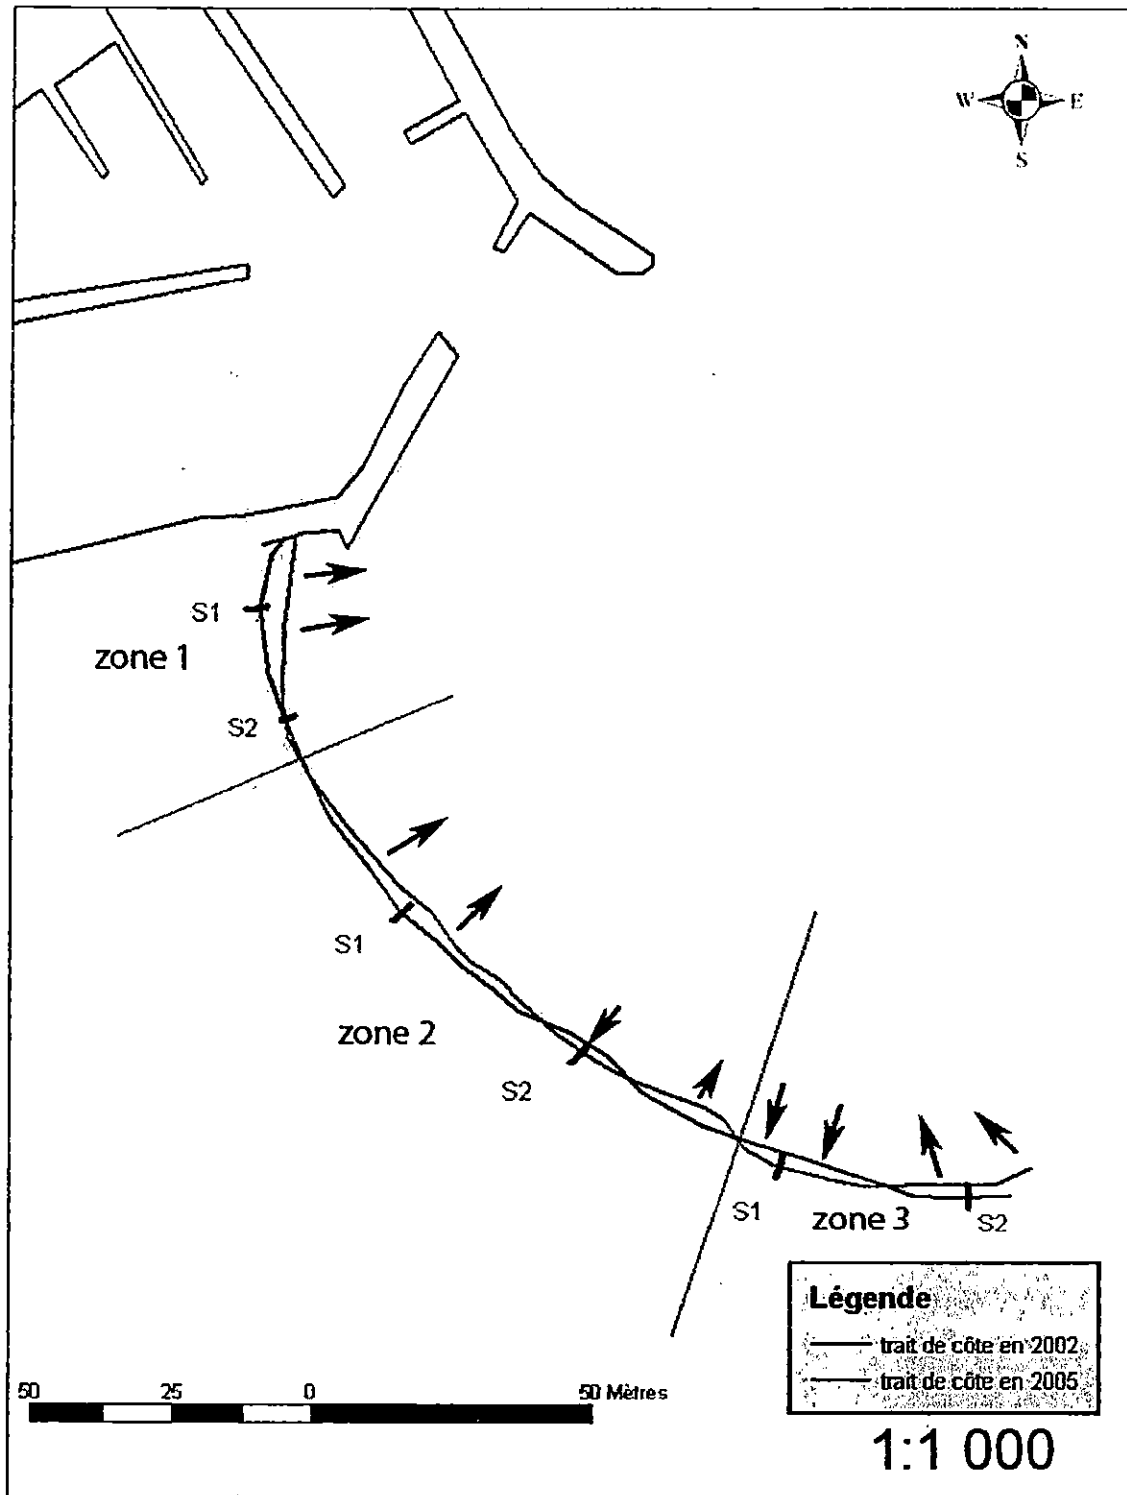 N
W E
S
S1
zone 1
S2
S1
zone 2
S2
S1
zone 3
S2
Légende
trait de côte en 2002
trait de côte en 2005
50 25 0 50 Mètres
1:1 000